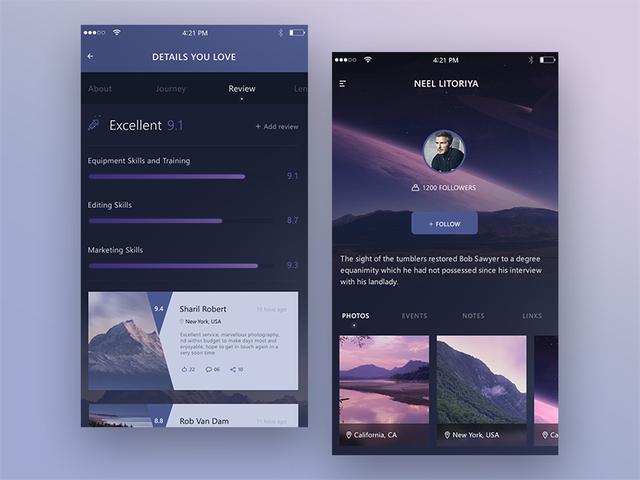 4:21 PM
DETAILS YOU LOVE
About Journey Review Len
Excellent 9.1
+ Add review
Equipment Skills and Training
9.1
Editing Skills
8.7
Marketing Skills
9.3
9.4
Sharil Robert
10 hove ago
New York, USA
Excellent service, marvellous photography,
nd within budget to make days most and
enjoyable, hope to get in touch again in a
very soon time
22 06 10
8.8
Rob Van Dam
11 hove ago
4:21 PM
NEEL LITORIYA
1200 FOLLOWERS
+ FOLLOW
The sight of the tumblers restored Bob Sawyer to a degree
equanimity which he had not possessed since his interview
with his landlady.
PHOTOS EVENTS NOTES LINKS
California, CA
New York, USA
Ca